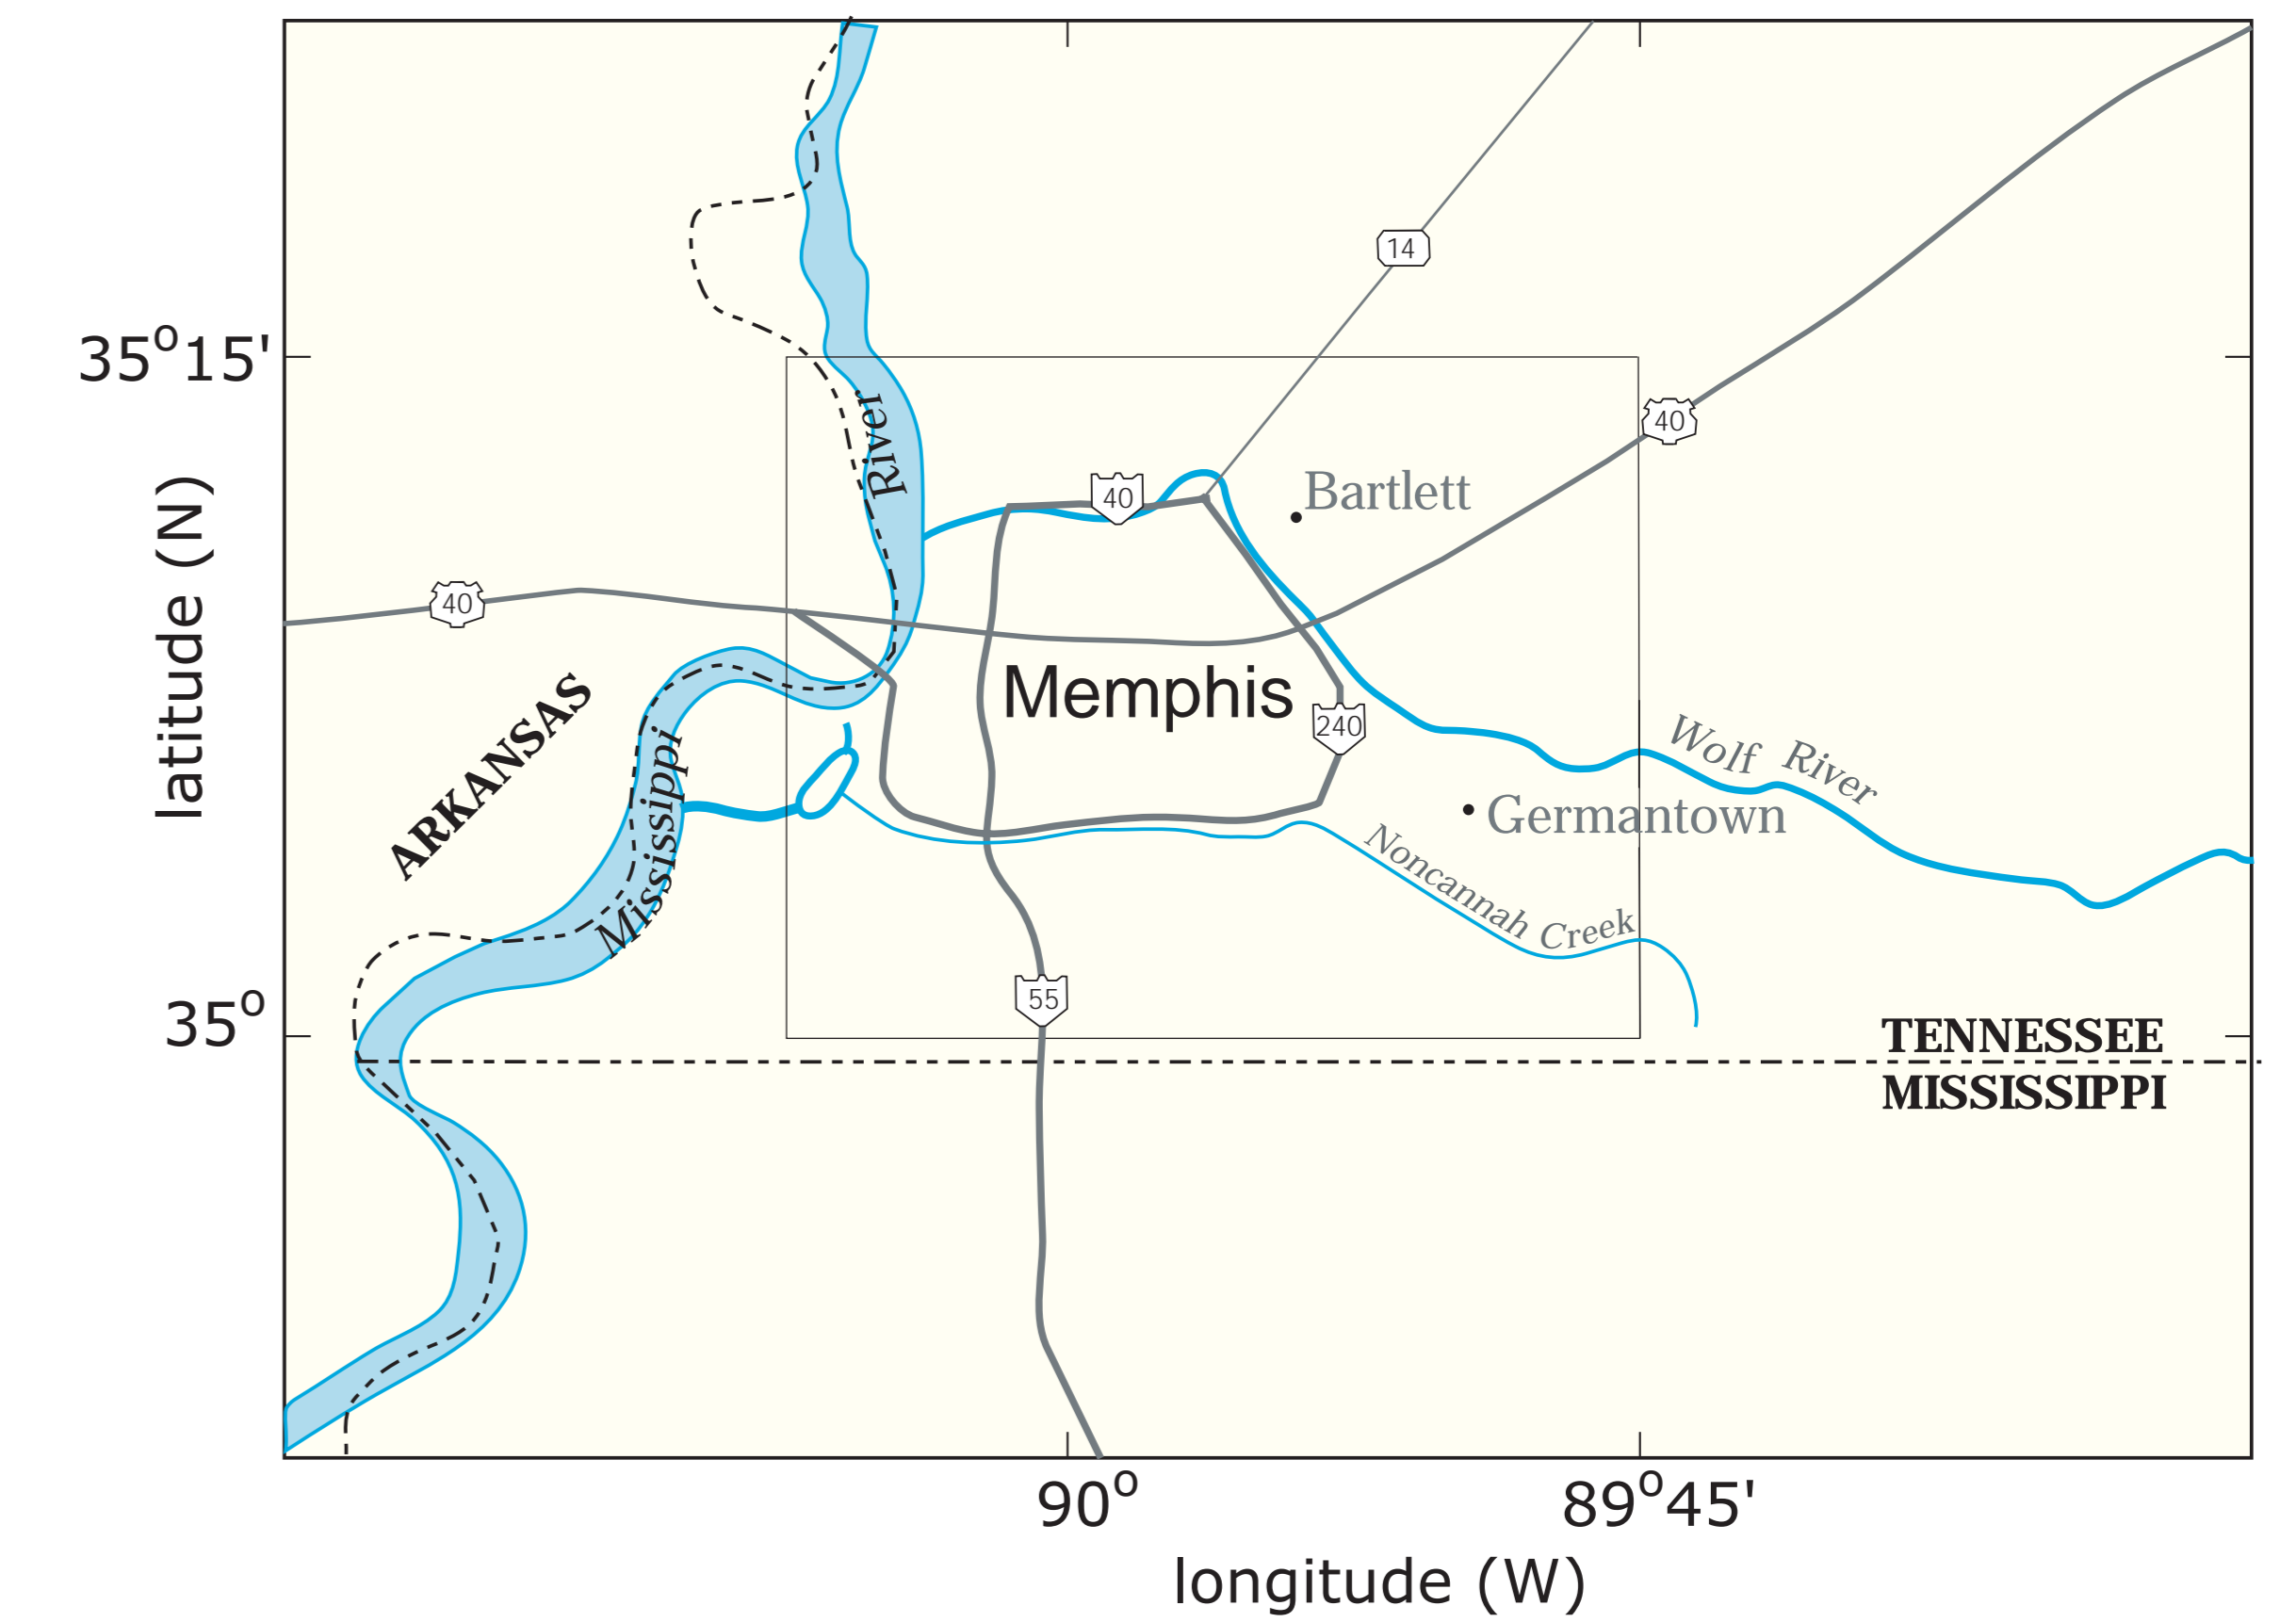 14
35°15'
40
River
Bartlett
40
latitude (N)
40
ARKANSAS
Memphis
240
Wolf River
Mississippi
Germantown
Noncannah Creek
55
35°
TENNESSEE
MISSISSIPPI
90°
89°45'
longitude (W)